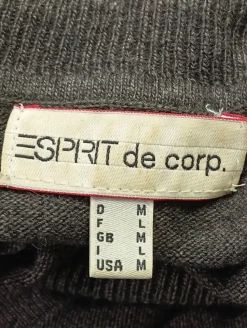 ESPRIT de corp.
D M
F L
GB M
I L
USA M